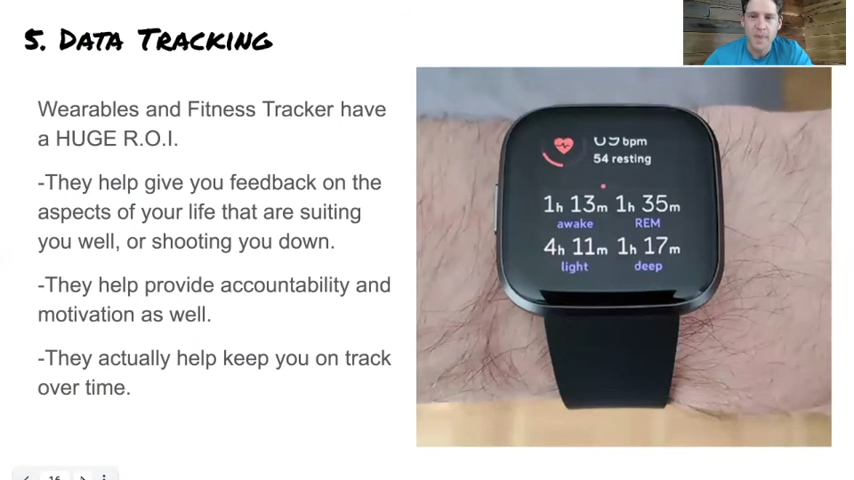 5. Data Tracking
Wearables and Fitness Tracker have
a HUGE R.O.I.
-They help give you feedback on the
aspects of your life that are suiting
you well, or shooting you down.
-They help provide accountability and
motivation as well.
-They actually help keep you on track
over time.
bpm
54 resting
1h 13m 1h 35m
awake REM
4h 11m 1h 17m
light deep
16